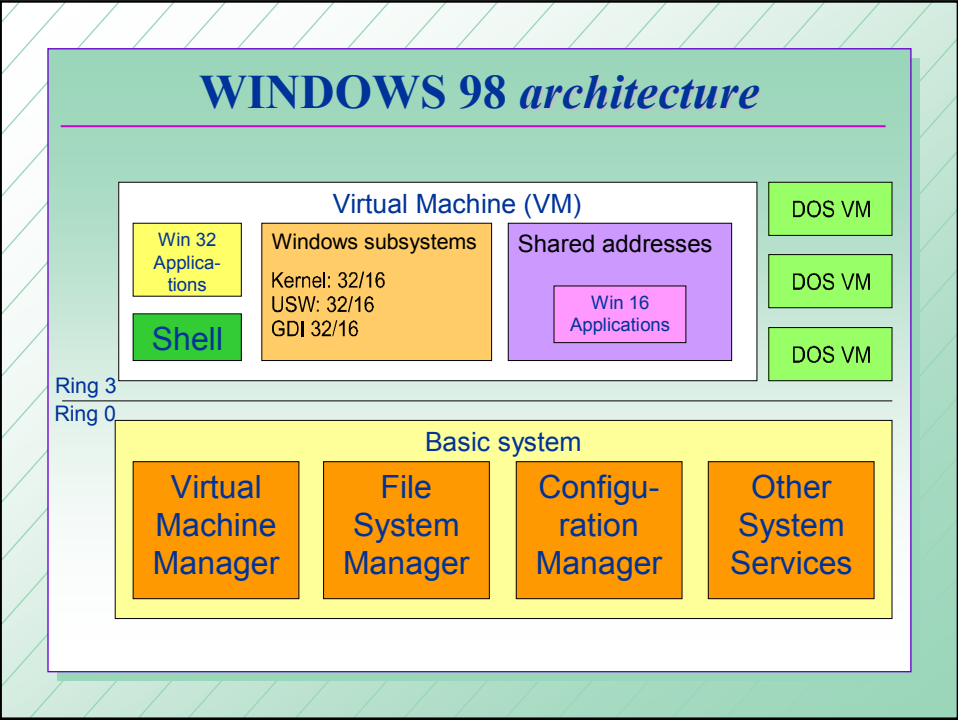 WINDOWS 98 architecture
Virtual Machine (VM)
Win 32
Applica-
tions
Shell
Windows subsystems
Kernel: 32/16
USW: 32/16
GDI 32/16
Shared addresses
Win 16
Applications
DOS VM
DOS VM
DOS VM
Ring 3
Ring 0
Basic system
Virtual
Machine
Manager
File
System
Manager
Configu-
ration
Manager
Other
System
Services